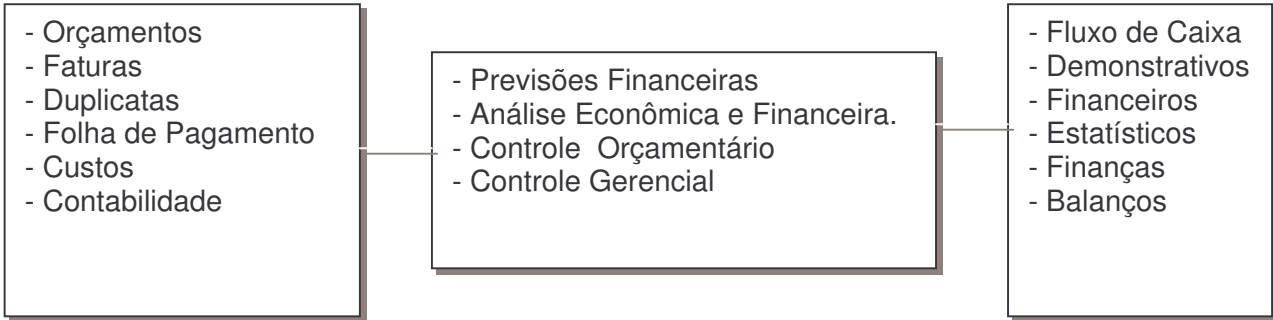 - Orçamentos
- Faturas
- Duplicatas
- Folha de Pagamento
- Custos
- Contabilidade
- Previsões Financeiras
- Análise Econômica e Financeira.
- Controle  Orçamentário
- Controle Gerencial
- Fluxo de Caixa
- Demonstrativos
- Financeiros
- Estatísticos
- Finanças
- Balanços